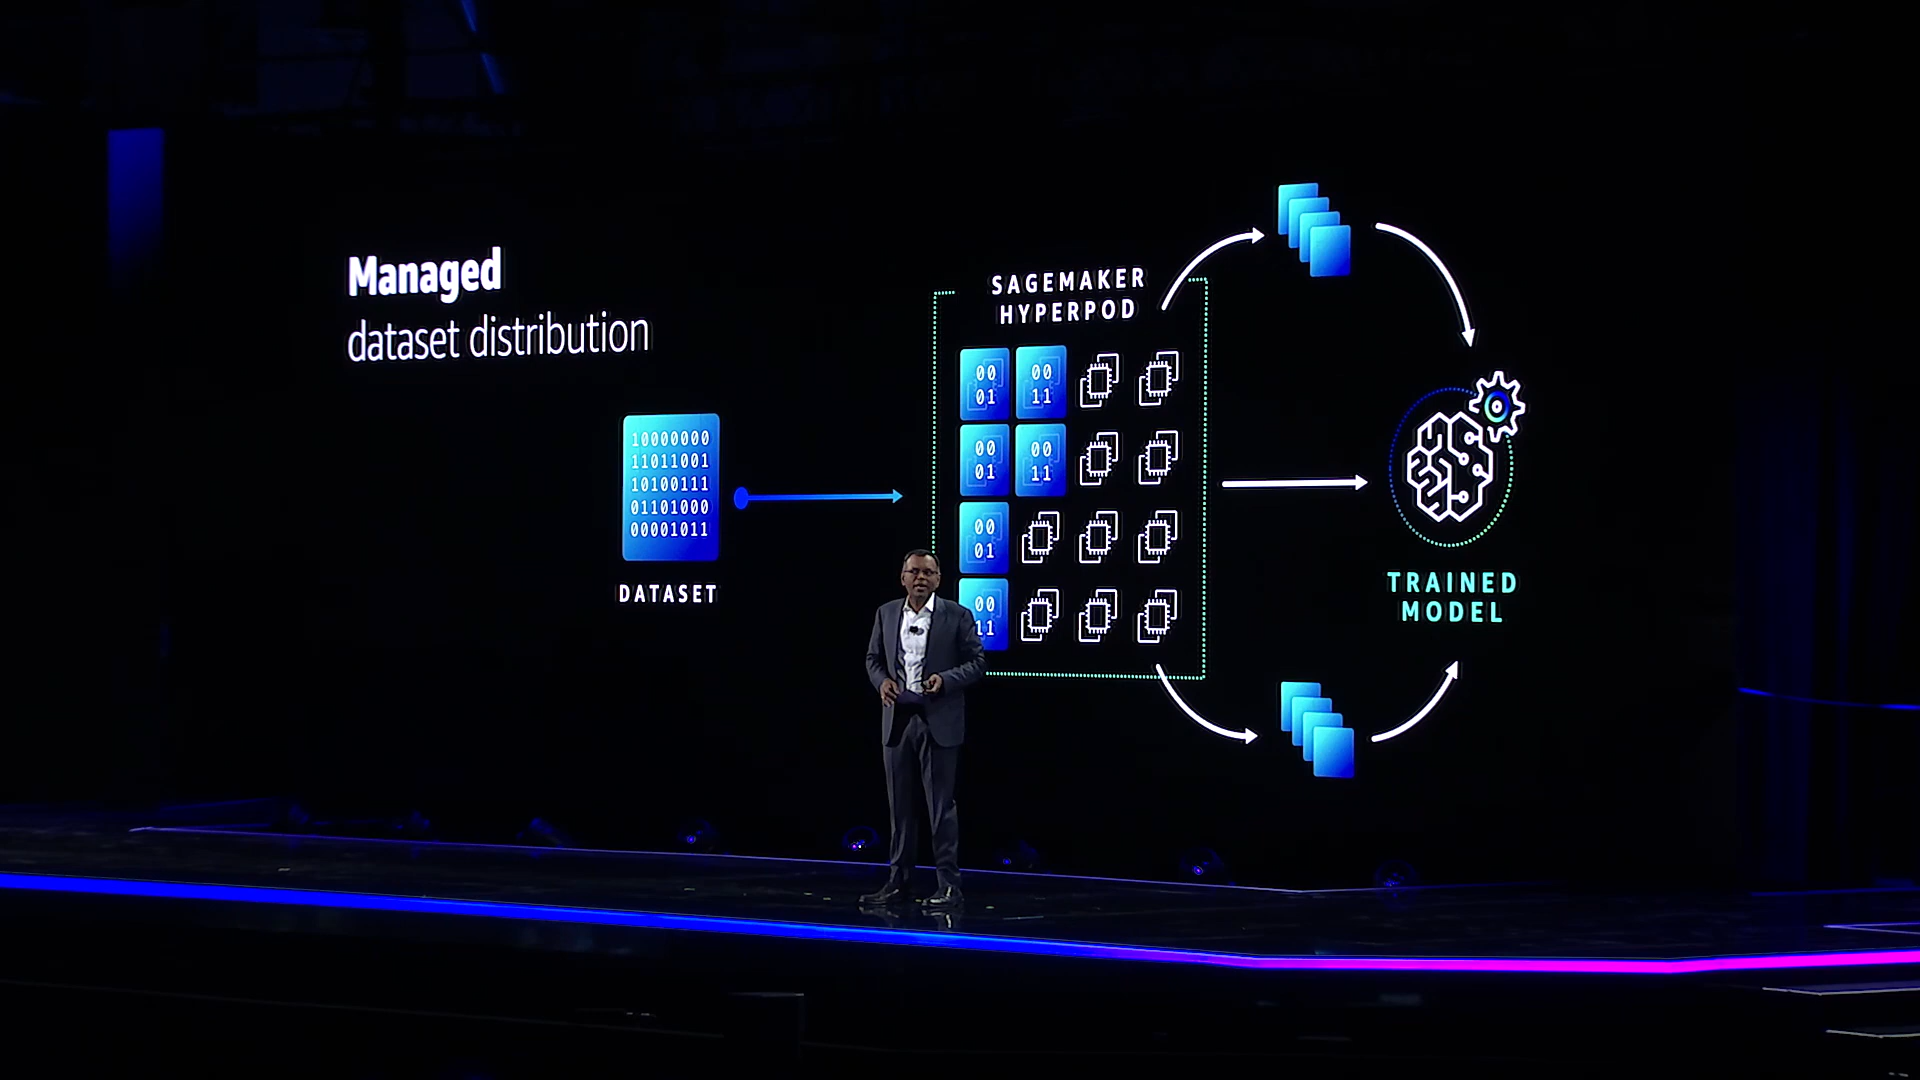 Managed
dataset distribution
10000000
11011001
10100111
01101000
00001011
DATASET
SAGEMAKER
HYPERPOD
00
01
00
11
00
01
00
11
00
01
00
11
TRAINED
MODEL